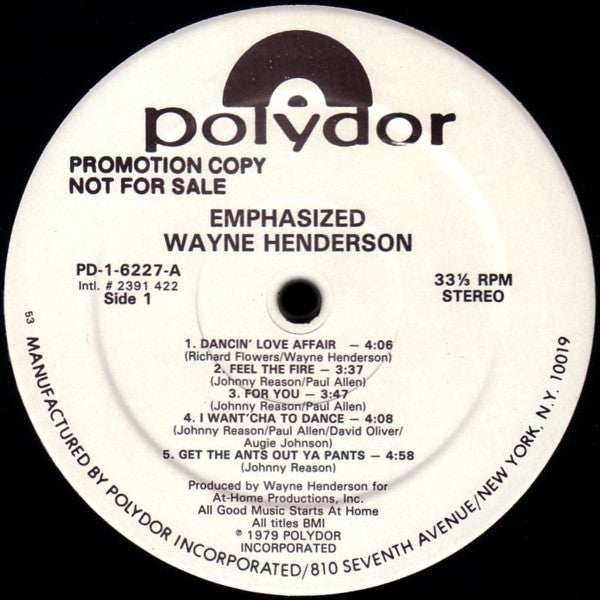 polydor
PROMOTION COPY
NOT FOR SALE
EMPHASIZED
WAYNE HENDERSON
PD-1-6227-A
Intl. # 2391 422
Side 1
33⅓ RPM
STEREO
1. DANCIN' LOVE AFFAIR — 4:06
(Richard Flowers/Wayne Henderson)
2. FEEL THE FIRE — 3:37
(Johnny Reason/Paul Allen)
3. FOR YOU — 3:47
(Johnny Reason/Paul Allen)
4. I WANT'CHA TO DANCE — 4:08
(Johnny Reason/Paul Allen/David Oliver/
Augie Johnson)
5. GET THE ANTS OUT YA PANTS — 4:58
(Johnny Reason)
Produced by Wayne Henderson for
At-Home Productions, Inc.
All Good Music Starts At Home
All titles BMI
℗ 1979 POLYDOR
INCORPORATED
53
MANUFACTURED BY POLYDOR INCORPORATED/810 SEVENTH AVENUE/NEW YORK, N.Y. 10019